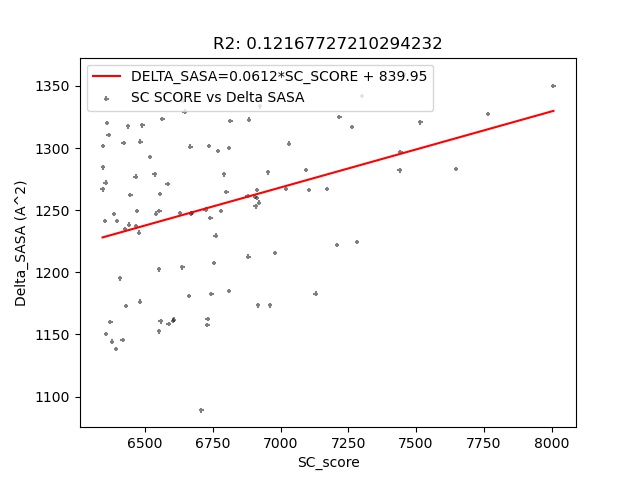 R2: 0.12167727210294232
DELTA_SASA=0.0612*SC_SCORE + 839.95
SC SCORE vs Delta SASA
Delta_SASA (A^2)
1350
1300
1250
1200
1150
1100
6500
6750
7000
7250
7500
7750
8000
SC_score